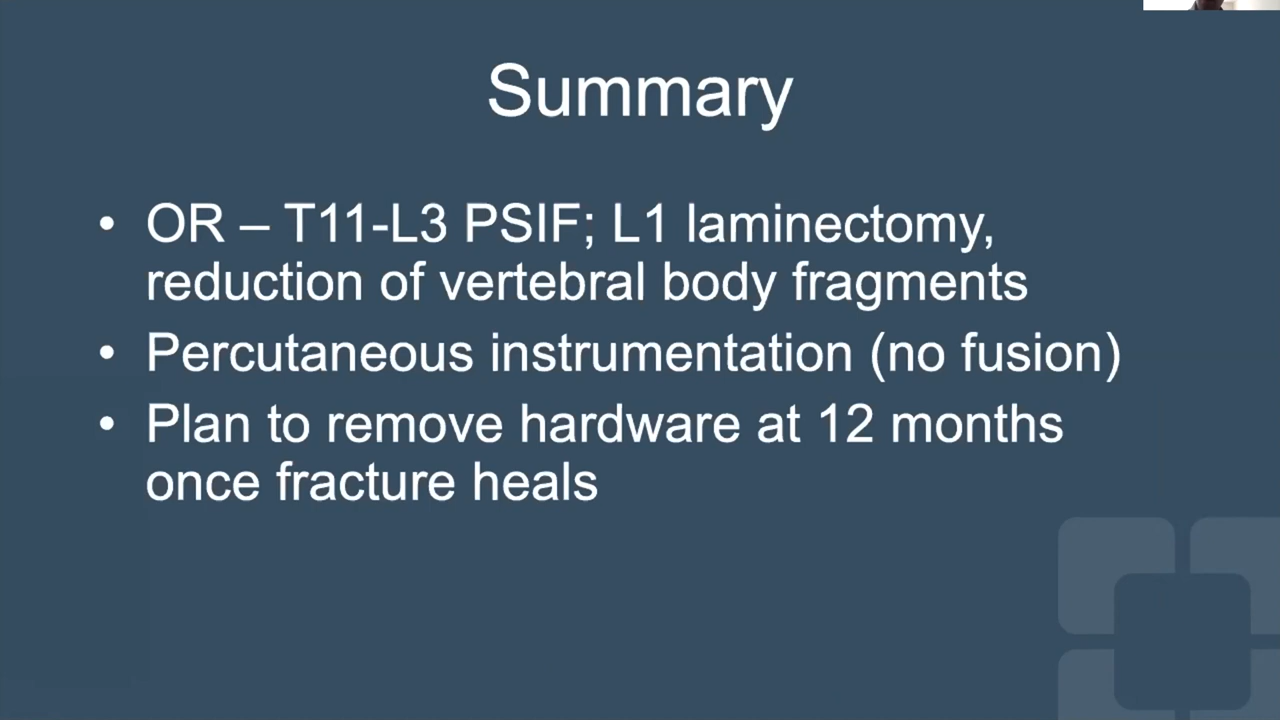 Summary
• OR – T11-L3 PSIF; L1 laminectomy,
reduction of vertebral body fragments
• Percutaneous instrumentation (no fusion)
• Plan to remove hardware at 12 months
once fracture heals